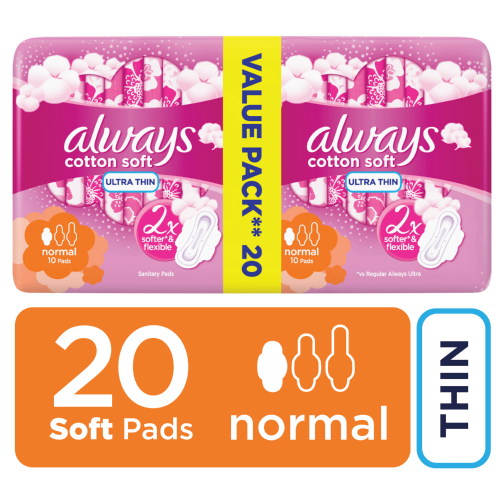 always
cotton soft
ULTRA THIN
normal
10 Pads
2x
softer* &
flexible
Sanitary Pads
VALUE PACK** 20
always
cotton soft
ULTRA THIN
normal
10 Pads
2x
softer* &
flexible
*vs Regular Always Ultra
20
Soft Pads
normal
THIN